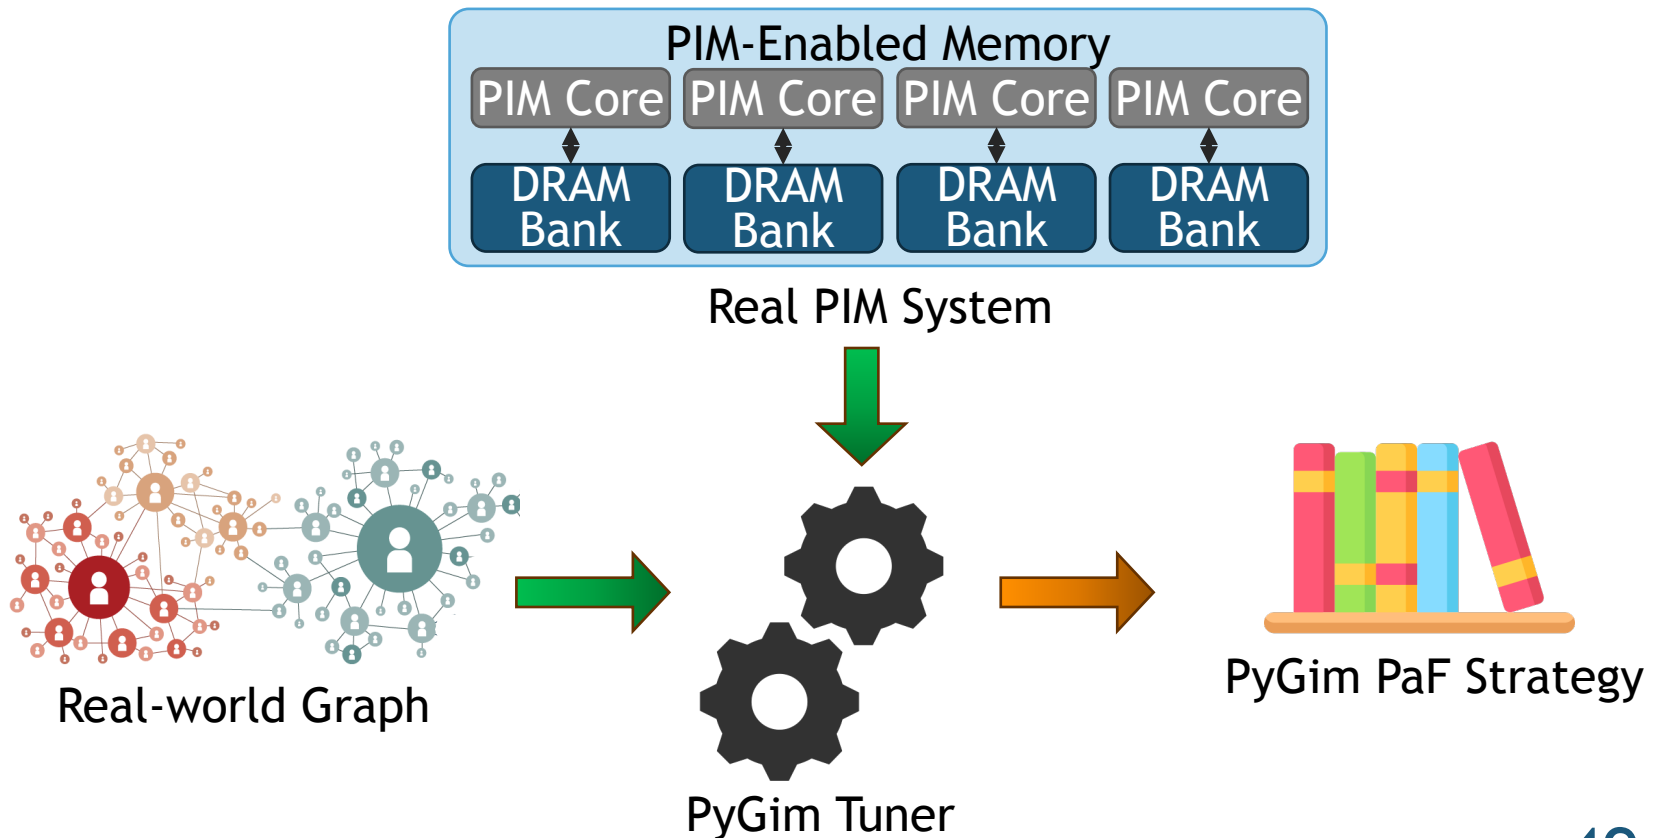 PIM-Enabled Memory
PIM Core PIM Core PIM Core PIM Core
DRAM Bank DRAM Bank DRAM Bank DRAM Bank
Real PIM System
Real-world Graph
PyGim PaF Strategy
PyGim Tuner